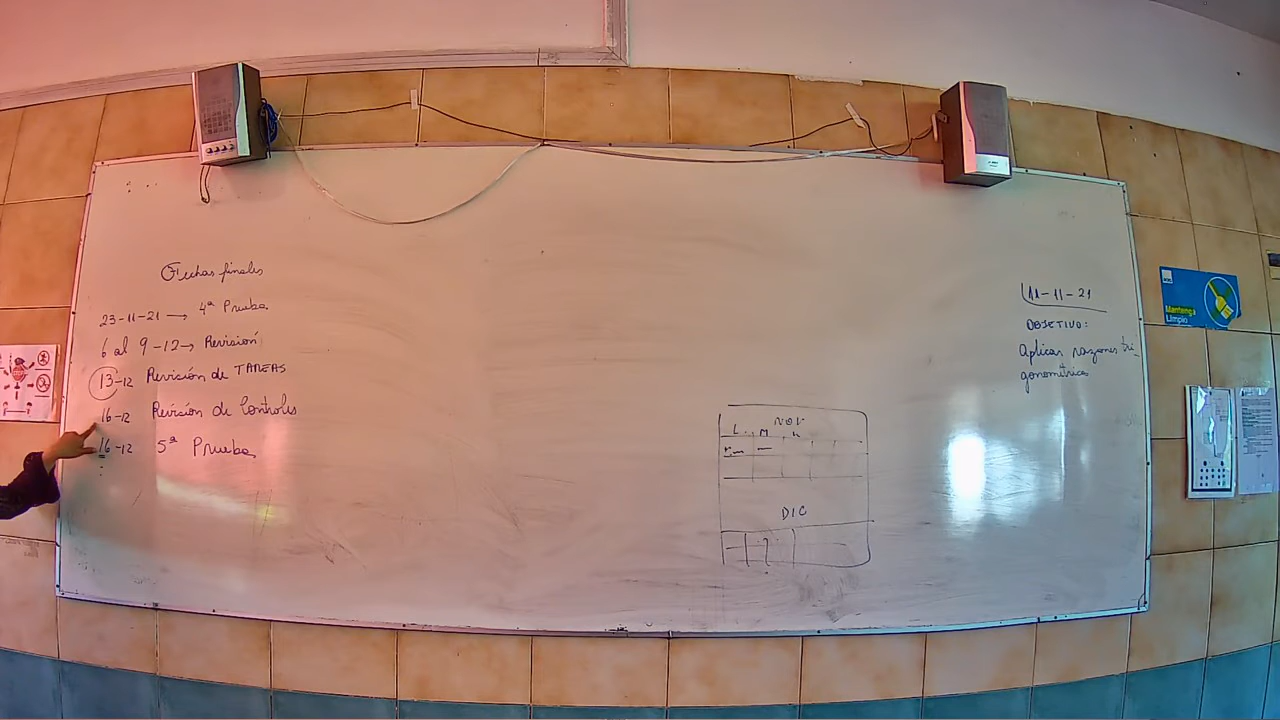 Fechas finales
23-11-21 → 4ª Prueba
6 al 9-12 → Revisión
13-12 Revisión de TAREAS
16-12 Revisión de Controles
16-12 5ª Prueba
11-11-21
OBJETIVO:
Aplicar razones tri-
gonométricas
NOV
L M
DIC
Mantenga
Limpio